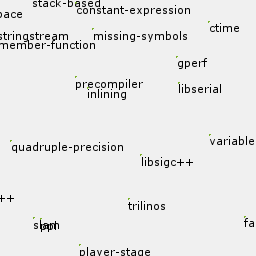 stack-based
constant-expression
pace
ctime
stringstream
missing-symbols
member-function
gperf
precompiler
libserial
inlining
variable
quadruple-precision
libsigc++
++
trilinos
fa
player-stage